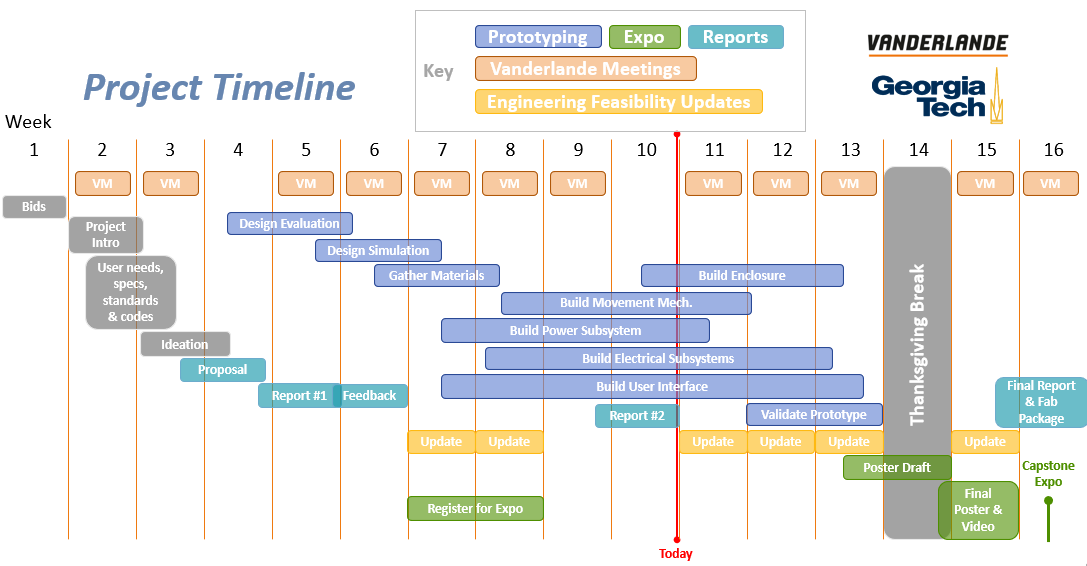 Project Timeline
Key
Prototyping
Expo
Reports
Vanderlande Meetings
Engineering Feasibility Updates
VANDERLANDE
Georgia
Tech
Week
1 2 3 4 5 6 7 8 9 10 11 12 13 14 15 16
VM VM VM VM VM VM VM VM VM VM VM VM
Bids
Project
Intro
Design Evaluation
Design Simulation
User needs,
specs,
standards
& codes
Gather Materials
Build Enclosure
Build Movement Mech.
Build Power Subsystem
Ideation
Build Electrical Subsystems
Proposal
Build User Interface
Report #1
Feedback
Report #2
Validate Prototype
Thanksgiving Break
Final Report
& Fab
Package
Update Update Update Update Update Update
Poster Draft
Capstone
Expo
Register for Expo
Final
Poster &
Video
Today